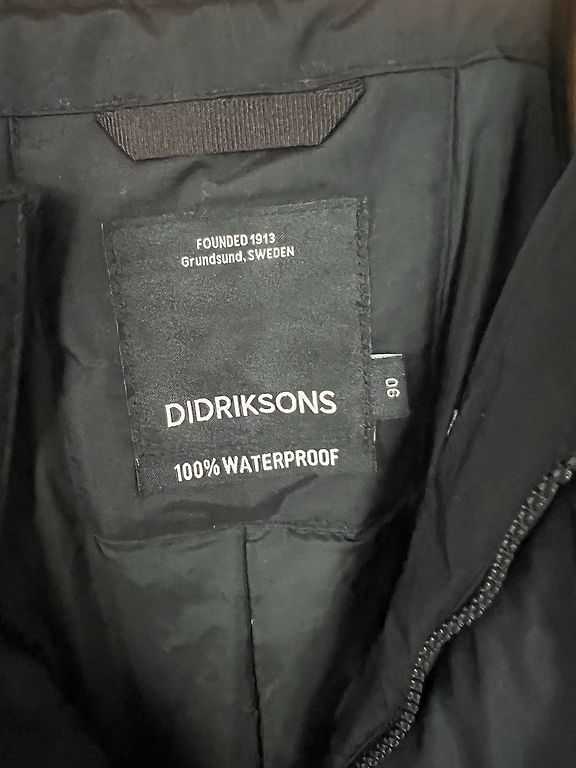 FOUNDED 1913
Grundsund, SWEDEN
DIDRIKSONS
90
100% WATERPROOF